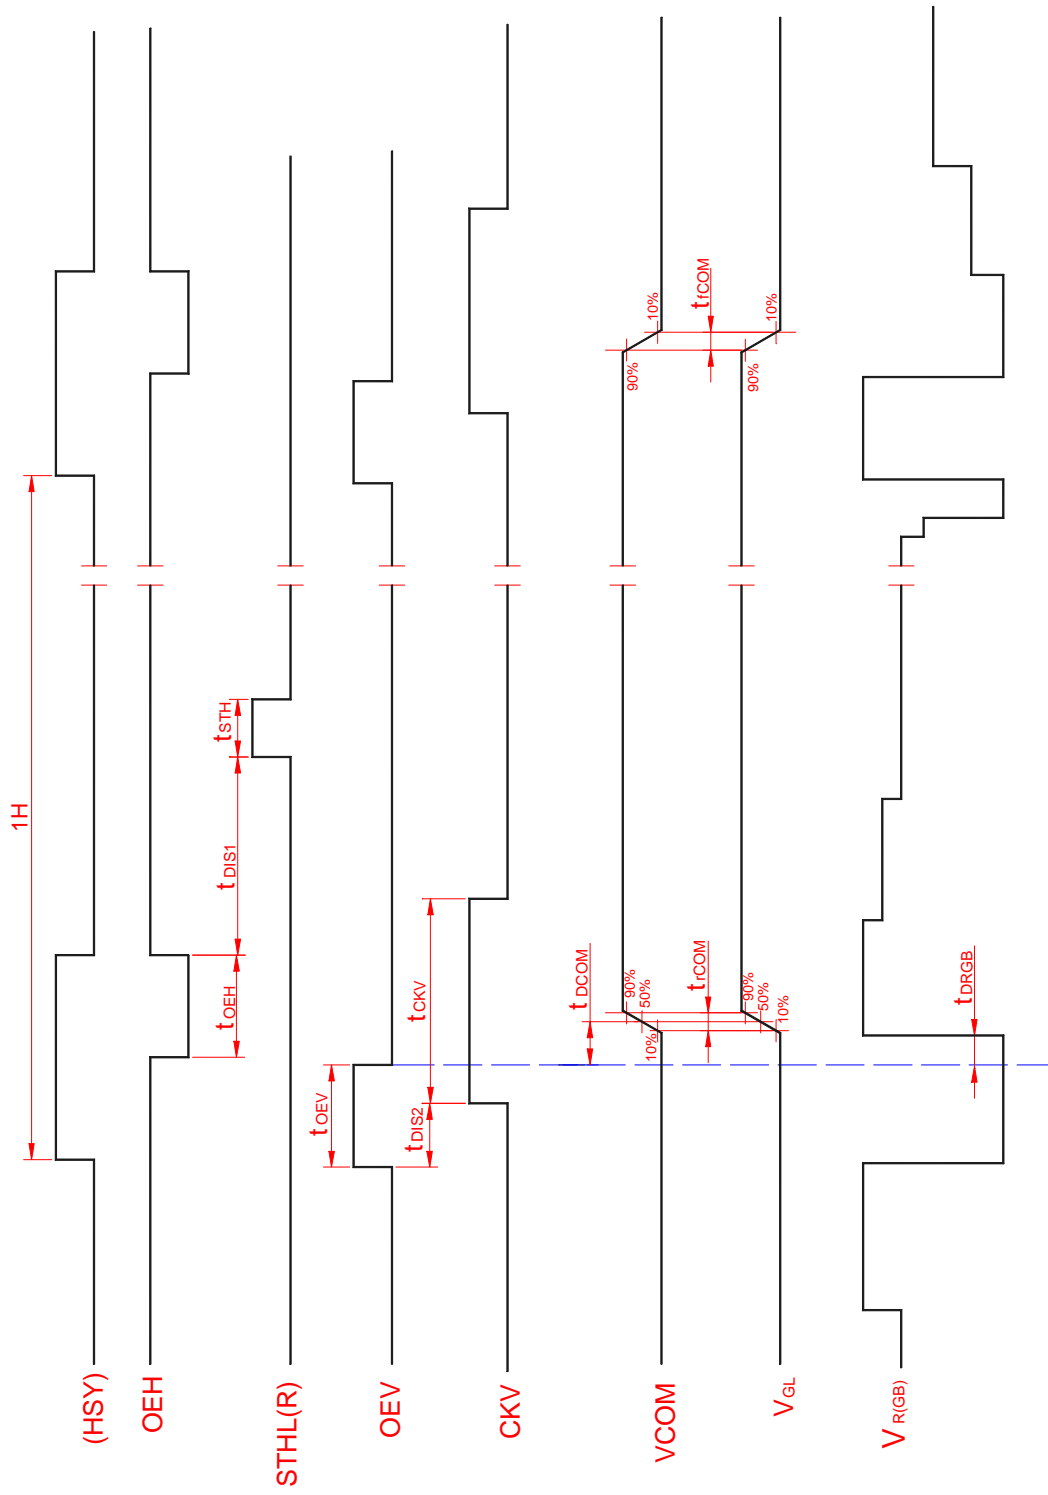 1H
(HSY)
tOEH
OEH
tSTH
tDIS1
STHL(R)
tOEV
OEV
tCKV
tDIS2
CKV
tDCOM
90%
50%
10%
90%
10%
VCOM
trCOM
tfCOM
90%
50%
10%
90%
10%
VGL
tDRGB
VR(GB)